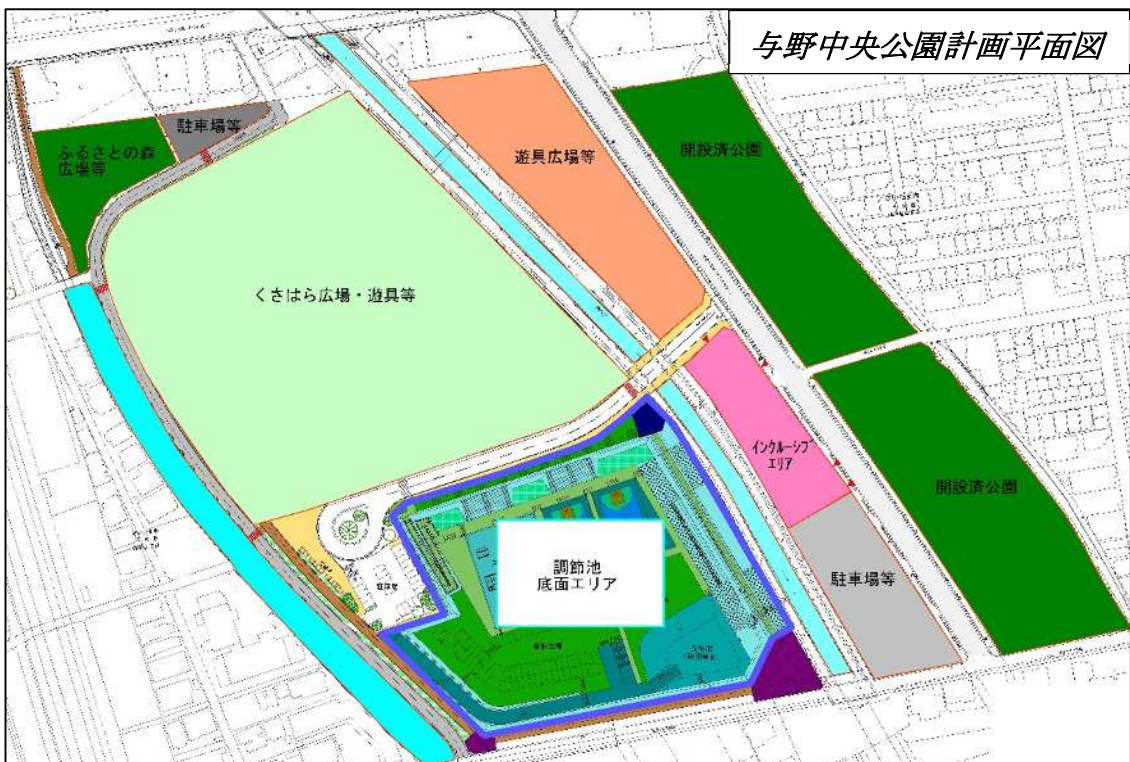 与野中央公園計画平面図
駐車場等
ふるさとの森
広場等
遊具広場等
開設済公園
くさはら広場・遊具等
インクルーシブ
エリア
開設済公園
調節池
底面エリア
駐車場等